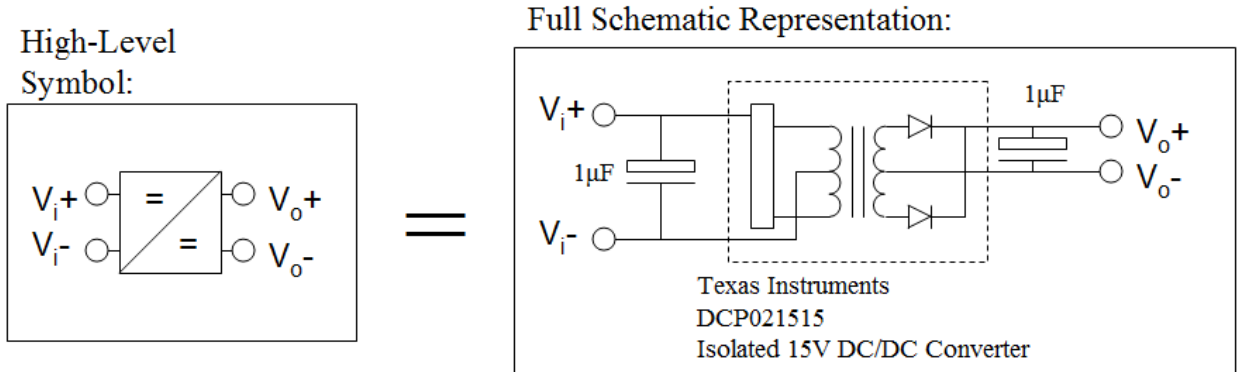 High-Level
Symbol:
Vi+
Vi-
=
=
Vo+
Vo-
=
Full Schematic Representation:
Vi+
1μF
Vi-
1μF
Vo+
Vo-
Texas Instruments
DCP021515
Isolated 15V DC/DC Converter